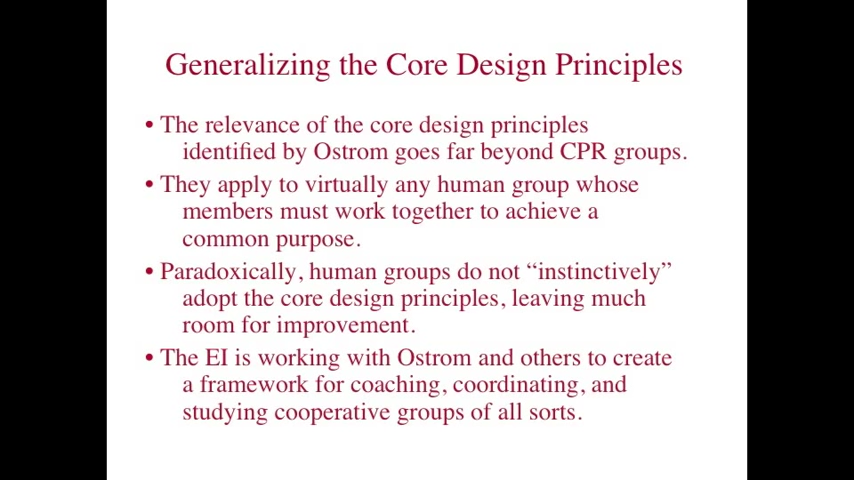 Generalizing the Core Design Principles
• The relevance of the core design principles
identified by Ostrom goes far beyond CPR groups.
• They apply to virtually any human group whose
members must work together to achieve a
common purpose.
• Paradoxically, human groups do not “instinctively”
adopt the core design principles, leaving much
room for improvement.
• The EI is working with Ostrom and others to create
a framework for coaching, coordinating, and
studying cooperative groups of all sorts.